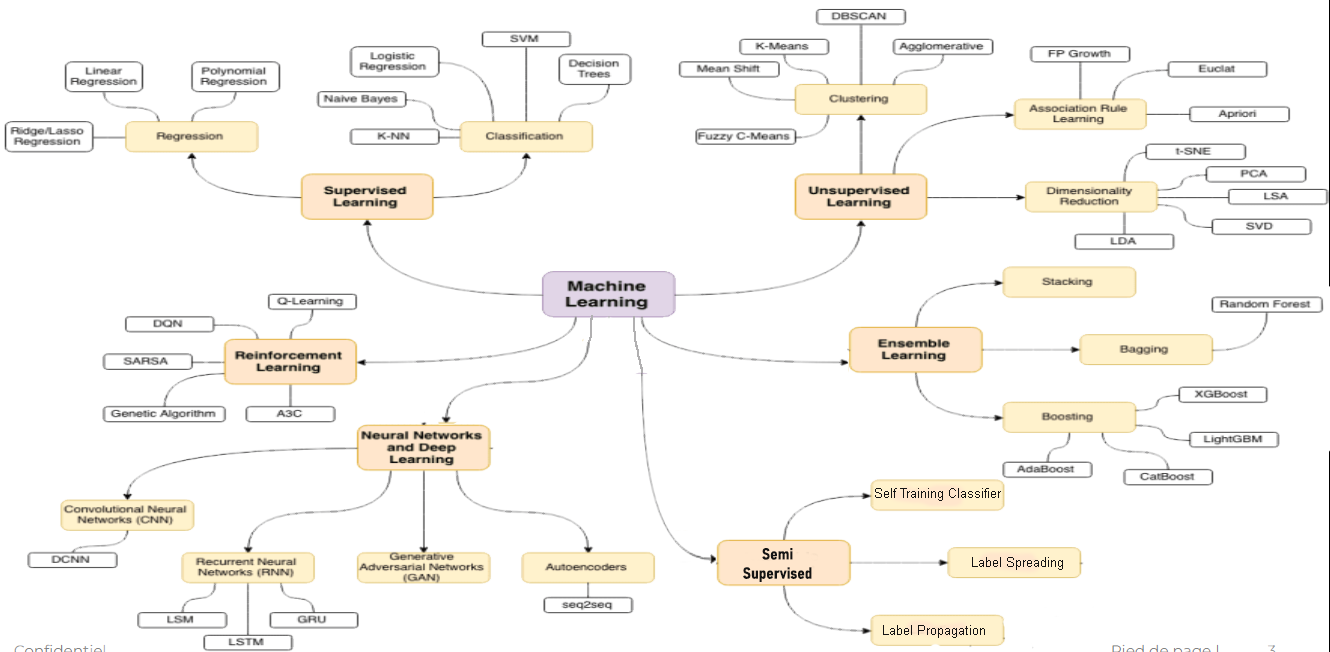 DBSCAN
SVM
K-Means
Agglomerative
Logistic
Regression
FP Growth
Linear
Regression
Polynomial
Regression
Decision
Trees
Mean Shift
Euclat
Naive Bayes
Clustering
Association Rule
Learning
Apriori
Ridge/Lasso
Regression
Regression
K-NN
Classification
Fuzzy C-Means
t-SNE
PCA
Supervised
Learning
Unsupervised
Learning
Dimensionality
Reduction
LSA
SVD
LDA
Machine
Learning
Stacking
Q-Learning
Random Forest
DQN
Ensemble
Learning
Bagging
SARSA
Reinforcement
Learning
Genetic Algorithm
A3C
XGBoost
Boosting
LightGBM
Neural Networks
and Deep
Learning
AdaBoost
CatBoost
Self Training Classifier
Convolutional Neural
Networks (CNN)
DCNN
Recurrent Neural
Networks (RNN)
Generative
Adversarial Networks
(GAN)
Autoencoders
Semi
Supervised
Label Spreading
seq2seq
LSM
GRU
LSTM
Label Propagation
Confidentiel
Pied de page |
3